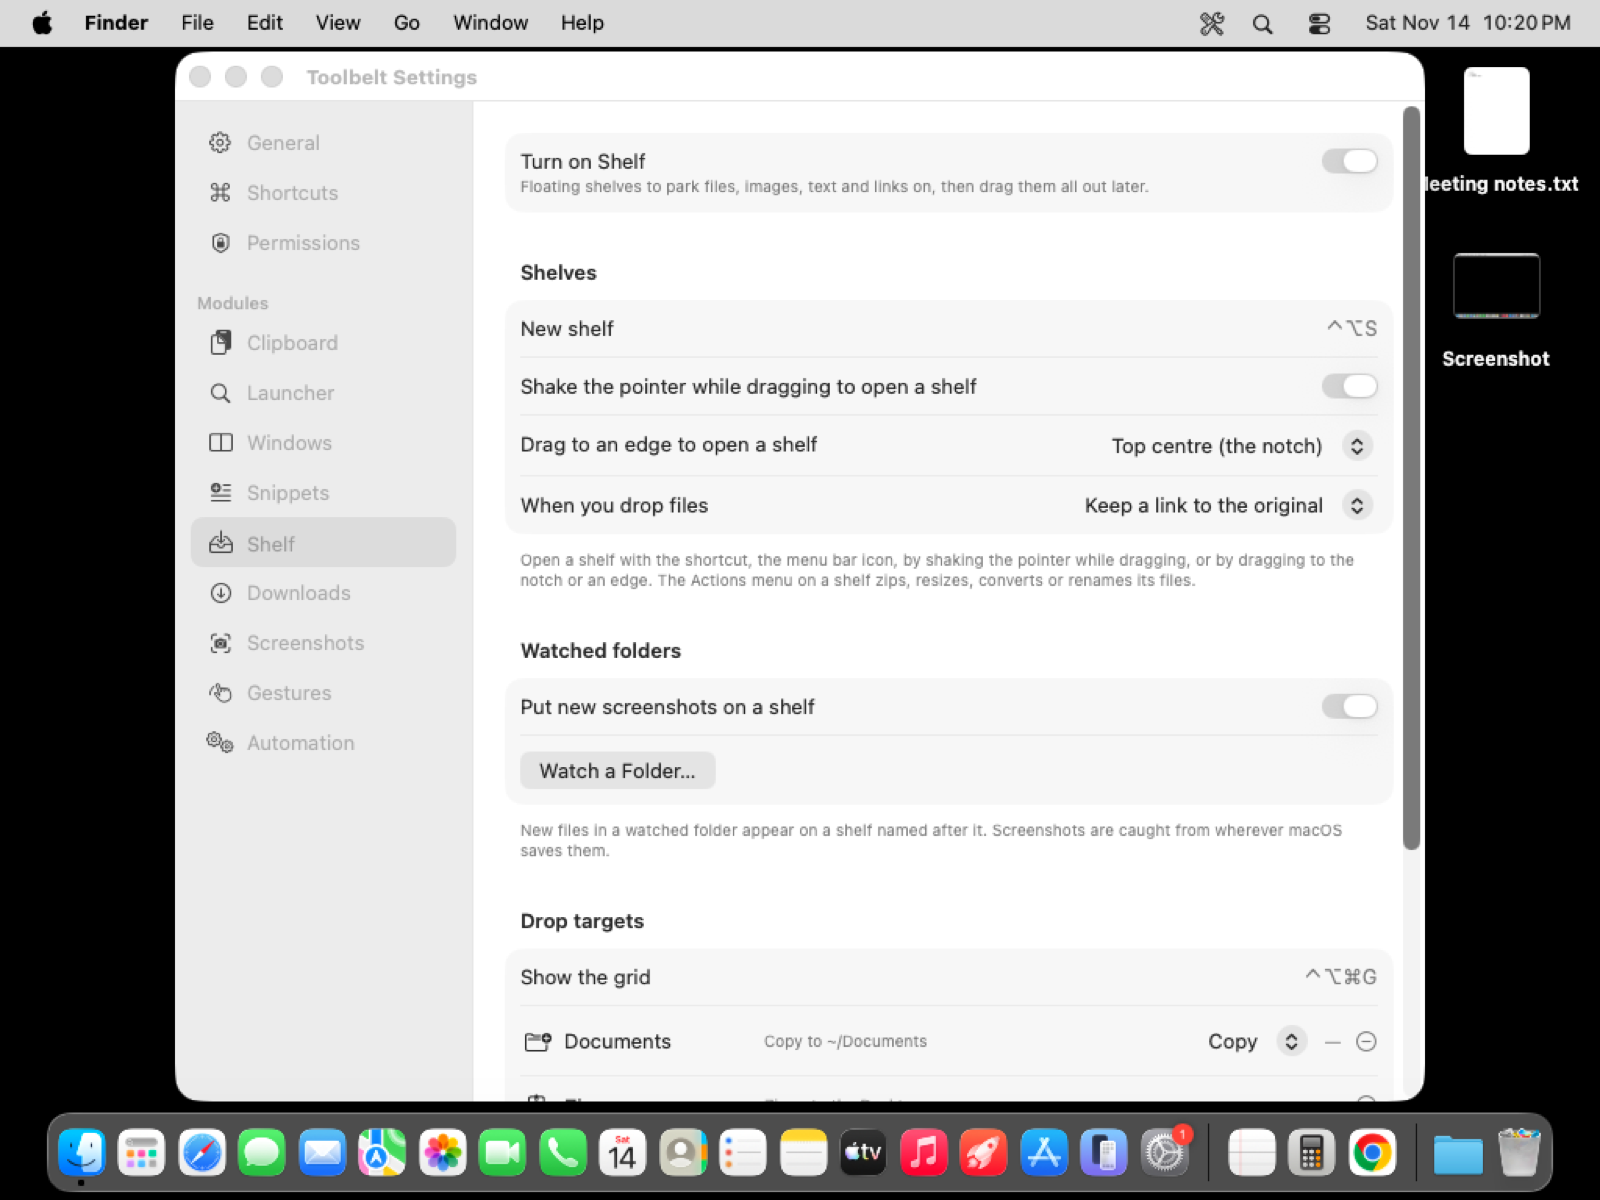 Finder File Edit View Go Window Help Sat Nov 14 10:20 PM
Toolbelt Settings
General
Shortcuts
Permissions
Modules
Clipboard
Launcher
Windows
Snippets
Shelf
Downloads
Screenshots
Gestures
Automation
Turn on Shelf
Floating shelves to park files, images, text and links on, then drag them all out later.
Shelves
New shelf ^⌥S
Shake the pointer while dragging to open a shelf
Drag to an edge to open a shelf Top centre (the notch)
When you drop files Keep a link to the original
Open a shelf with the shortcut, the menu bar icon, by shaking the pointer while dragging, or by dragging to the
notch or an edge. The Actions menu on a shelf zips, resizes, converts or renames its files.
Watched folders
Put new screenshots on a shelf
Watch a Folder...
New files in a watched folder appear on a shelf named after it. Screenshots are caught from wherever macOS
saves them.
Drop targets
Show the grid ^⌥⌘G
Documents Copy to ~/Documents Copy
eeting notes.txt
Screenshot
Sat
14
tv
1